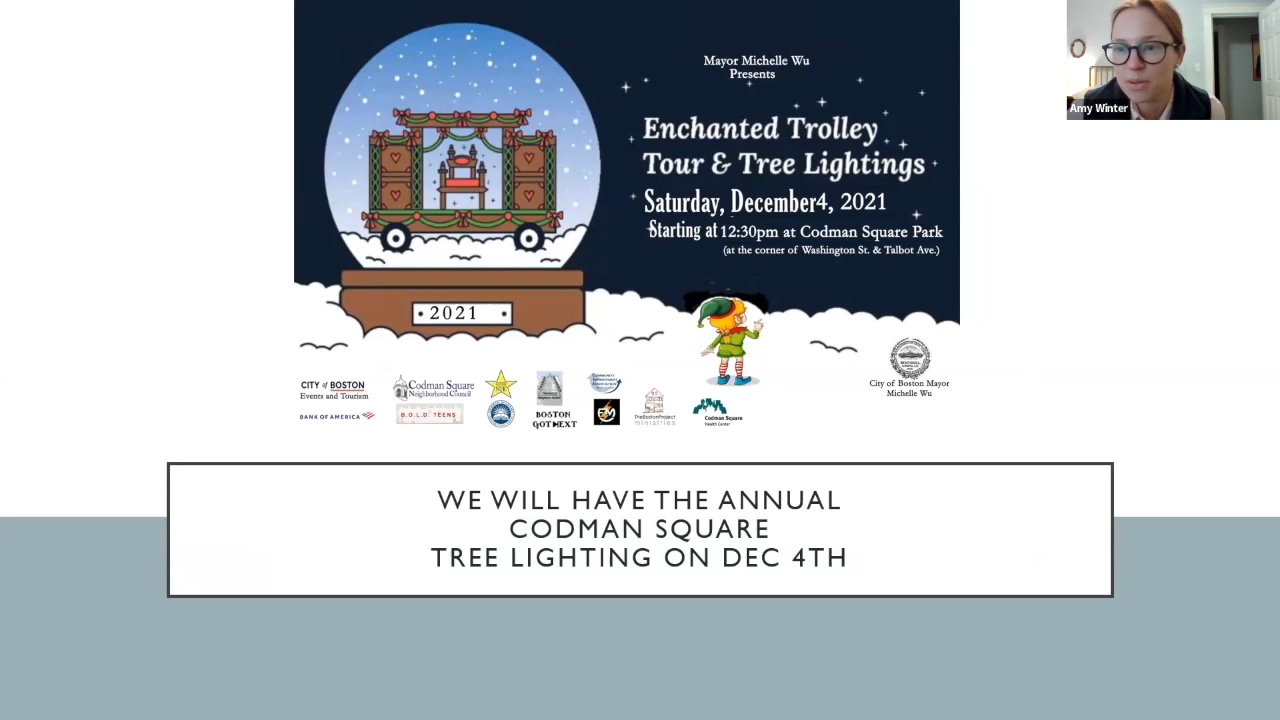 Mayor Michelle Wu
Presents
Enchanted Trolley
Tour & Tree Lightings
Saturday, December4, 2021
Starting at 12:30pm at Codman Square Park
(at the corner of Washington St. & Talbot Ave.)
2021
Amy Winter
CITY of BOSTON
Events and Tourism
Codman Square
Neighborhood Council
BANK OF AMERICA
B.O.L.D. TEENS
BOSTON
GOT NEXT
TheBostonProject
ministries
Codman Square
Health Center
City of Boston Mayor
Michelle Wu
WE WILL HAVE THE ANNUAL
CODMAN SQUARE
TREE LIGHTING ON DEC 4TH